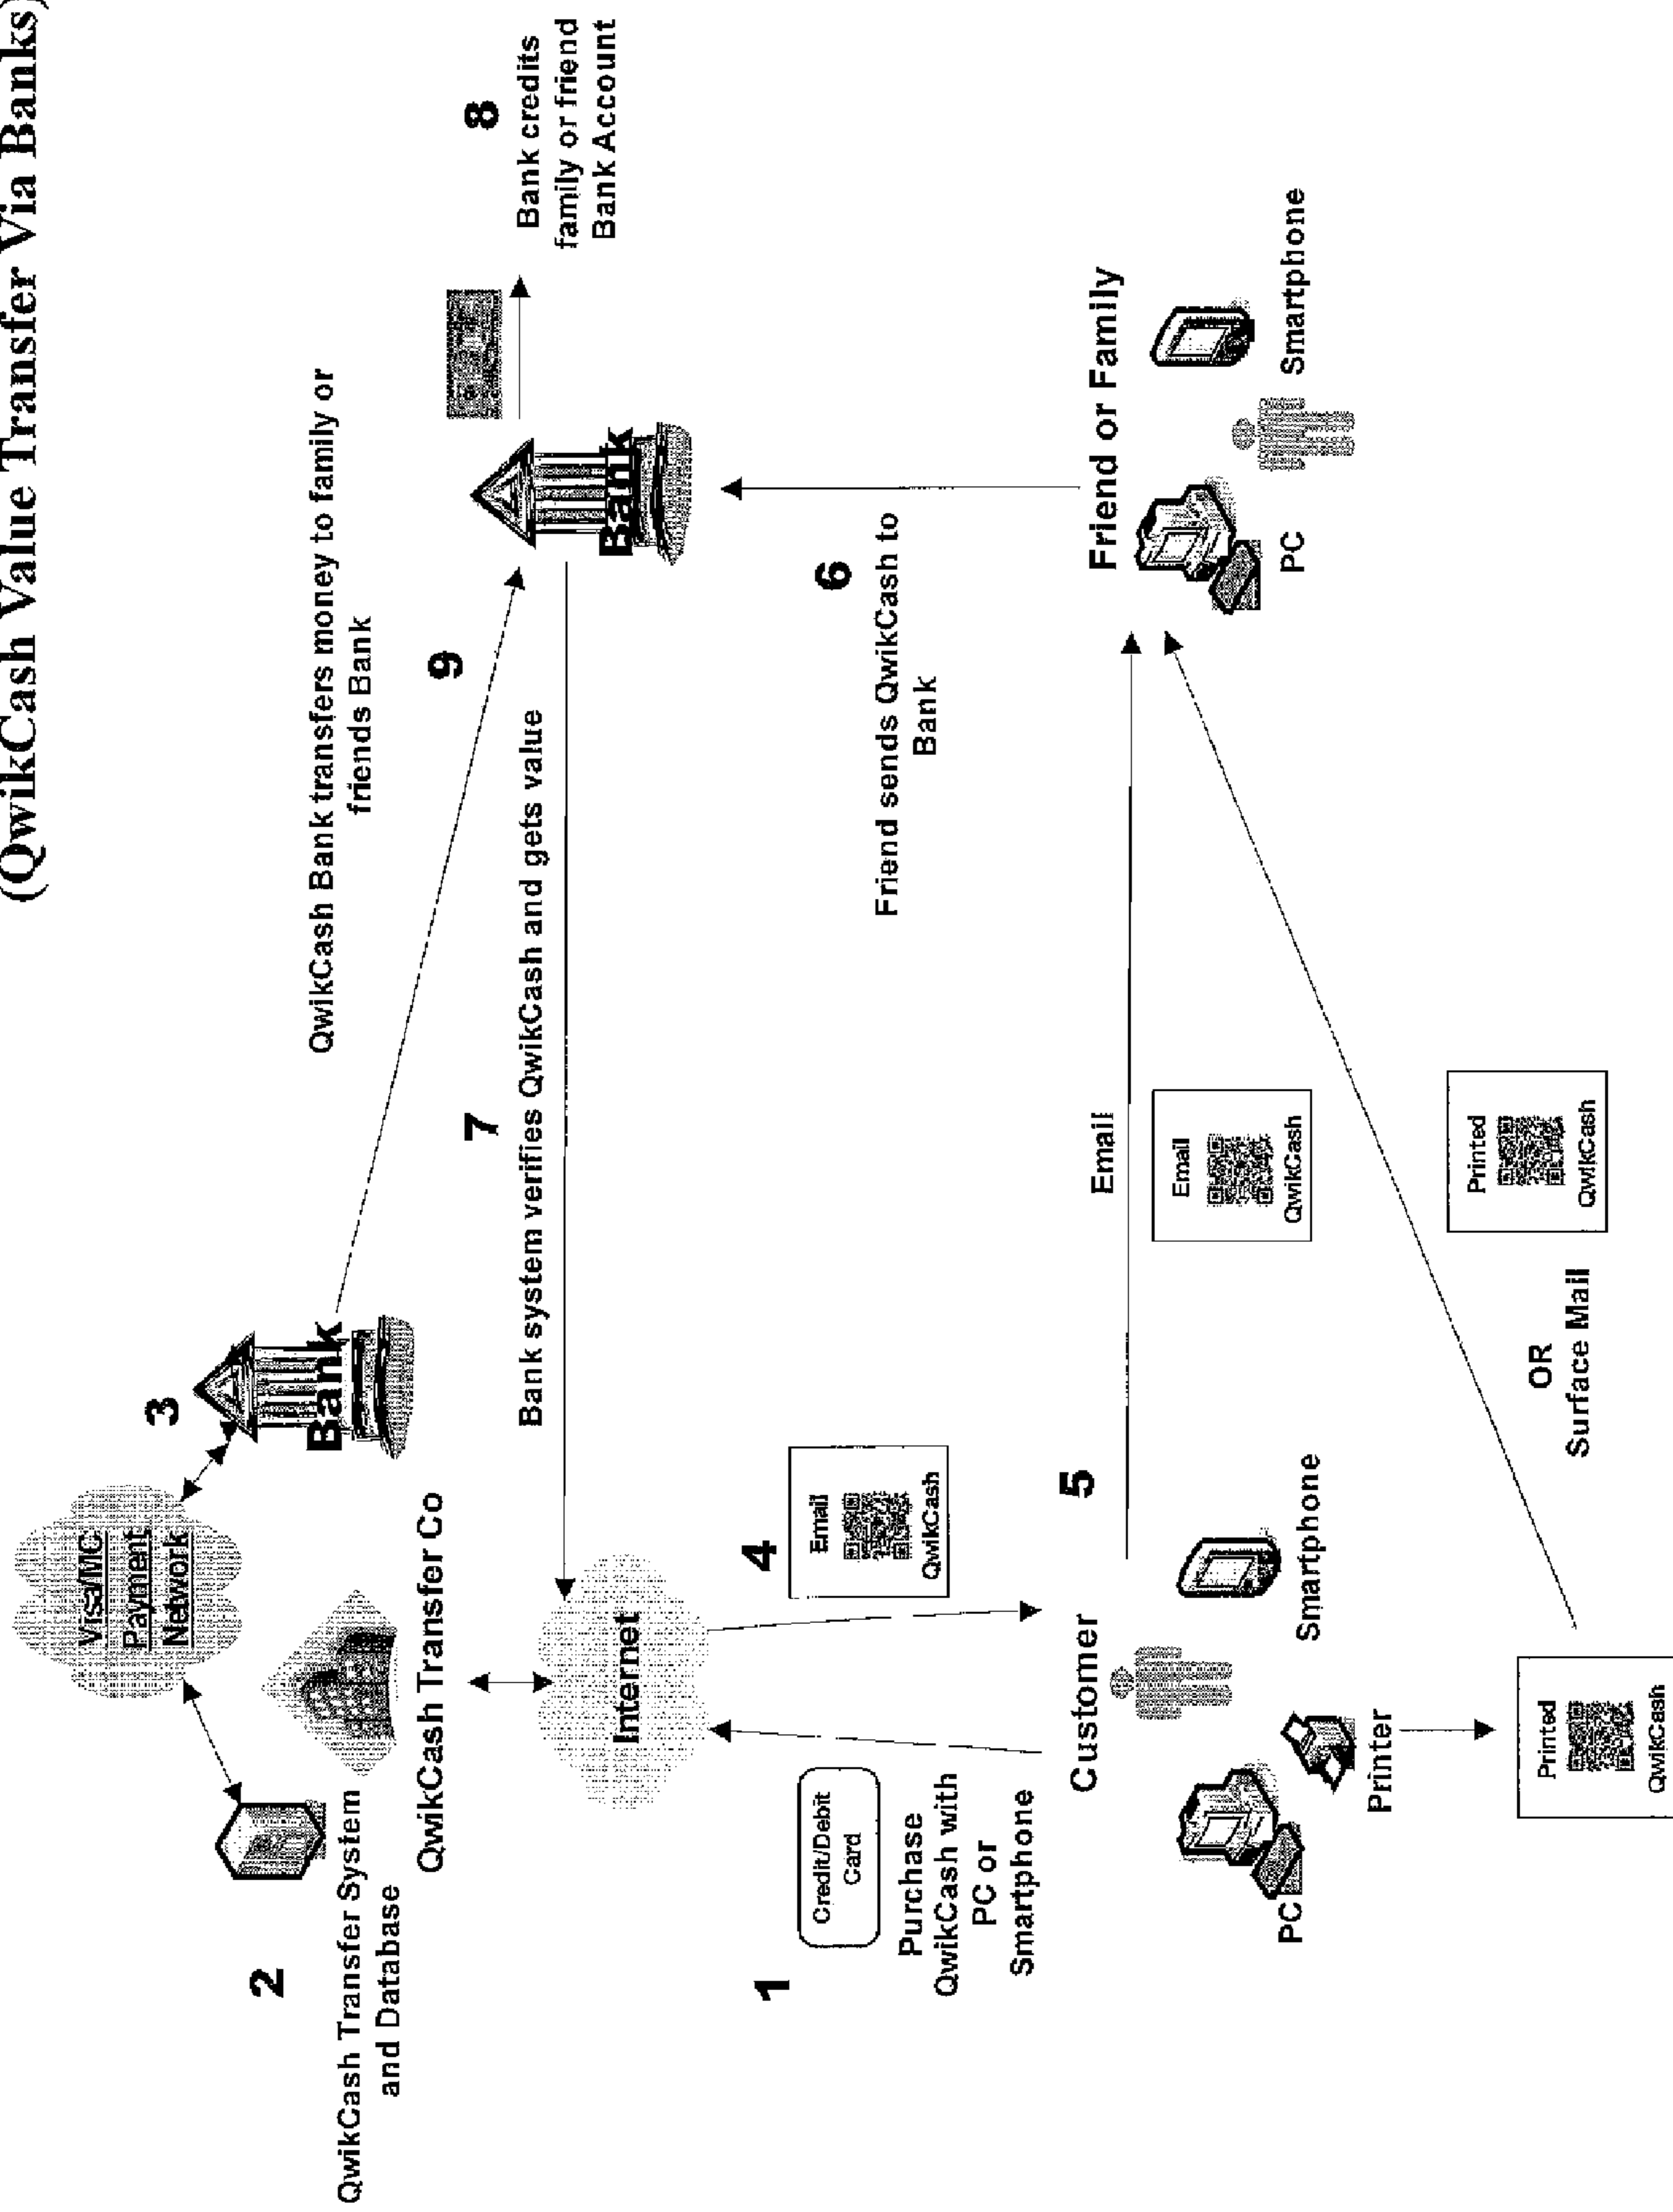 (QwikCash Value Transfer Via Banks)
Visa/MC
Payment
Network
3
Bank
2
QwikCash Transfer System
and Database
QwikCash Transfer Co
QwikCash Bank transfers money to family or
friends Bank
9
8
Bank credits
family or friend
Bank Account
Bank
7
Bank system verifies QwikCash and gets value
Internet
1
Credit/Debit
Card
Purchase
QwikCash with
PC or
Smartphone
4
Email
QwikCash
6
Friend sends QwikCash to
Bank
Customer
5
PC
Printer
Smartphone
Email
Email
QwikCash
Friend or Family
PC
Smartphone
Printed
QwikCash
OR
Surface Mail
Printed
QwikCash